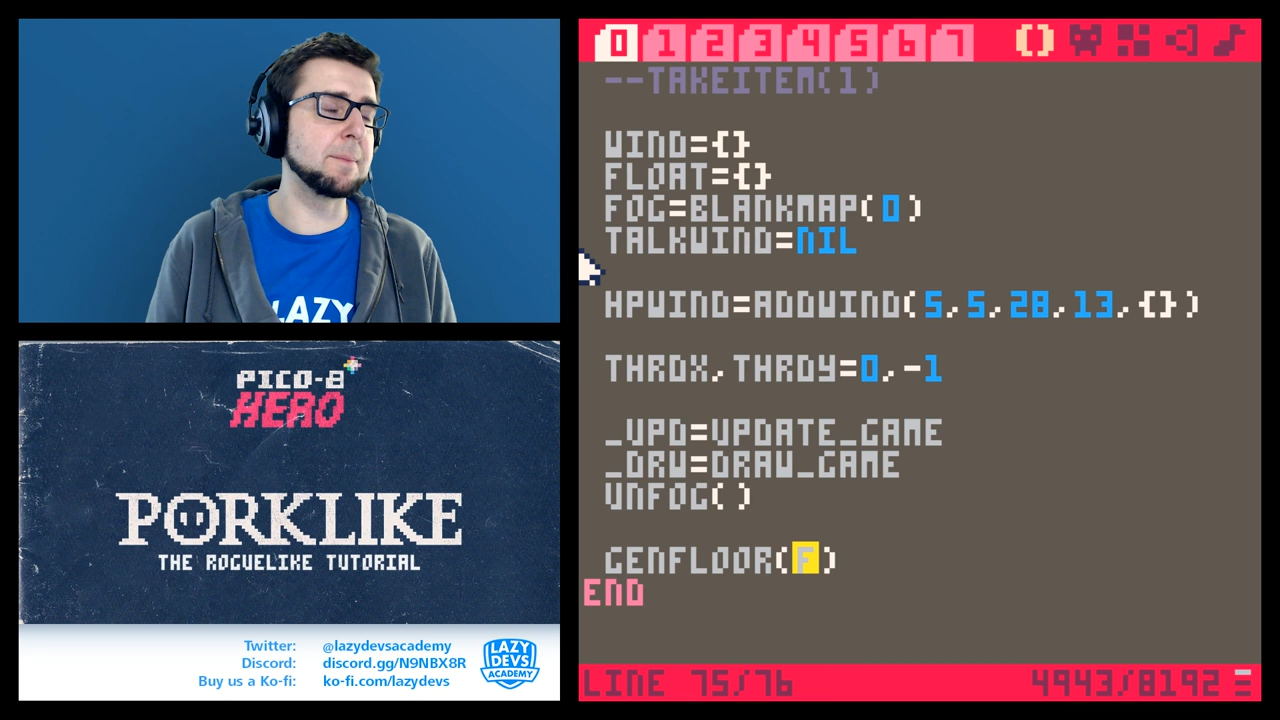 LAZY
PICO-8
HERO
PORKLIKE
THE ROGUELIKE TUTORIAL
Twitter: @lazydevsacademy
Discord: discord.gg/N9NBX8R
Buy us a Ko-fi: ko-fi.com/lazydevs
LAZY
DEVS
ACADEMY
0 1 2 3 4 5 6 7 ()
--TAKEITEM(1)
WIND={}
FLOAT={}
FOG=BLANKMAP(0)
TALKWIND=NIL
HPWIND=ADDWIND(5,5,28,13,{})
THRDX,THRDY=0,-1
_UPD=UPDATE_GAME
_DRW=DRAW_GAME
UNFOG()
GENFLOOR(F)
END
LINE 75/76 4943/8192